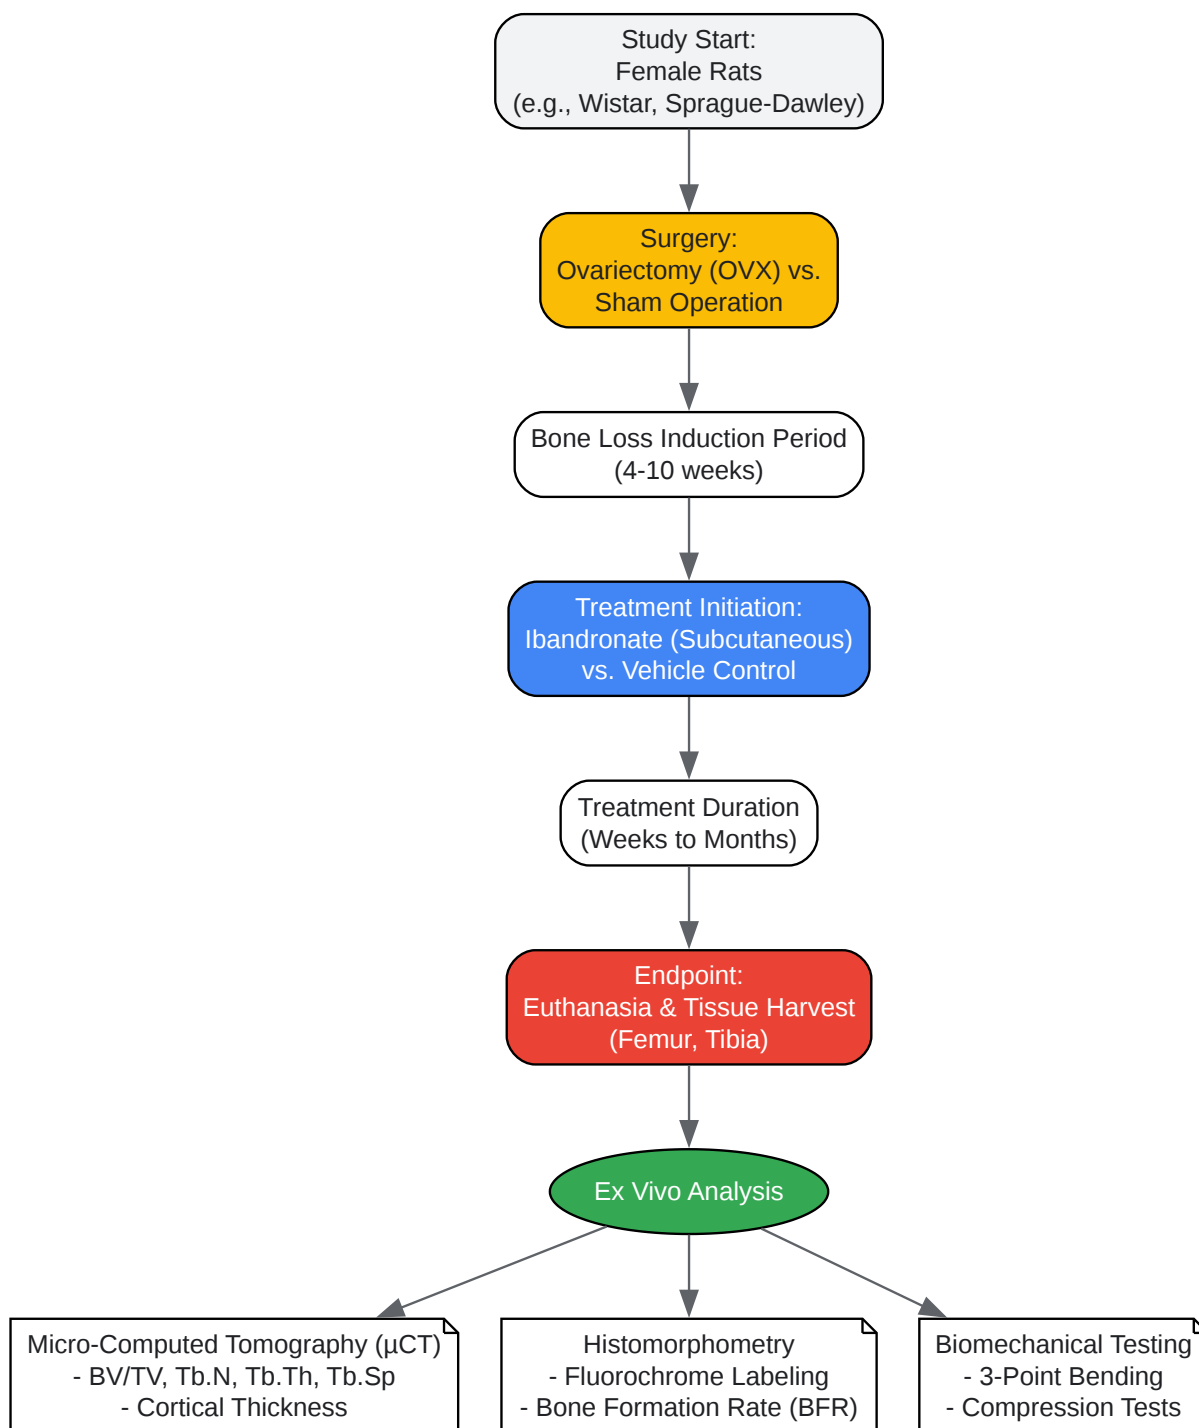 Study Start:
Female Rats
(e.g., Wistar, Sprague-Dawley)
Surgery:
Ovariectomy (OVX) vs.
Sham Operation
Bone Loss Induction Period
(4-10 weeks)
Treatment Initiation:
Ibandronate (Subcutaneous)
vs. Vehicle Control
Treatment Duration
(Weeks to Months)
Endpoint:
Euthanasia & Tissue Harvest
(Femur, Tibia)
Ex Vivo Analysis
Micro-Computed Tomography (µCT)
- BV/TV, Tb.N, Tb.Th, Tb.Sp
- Cortical Thickness
Histomorphometry
- Fluorochrome Labeling
- Bone Formation Rate (BFR)
Biomechanical Testing
- 3-Point Bending
- Compression Tests